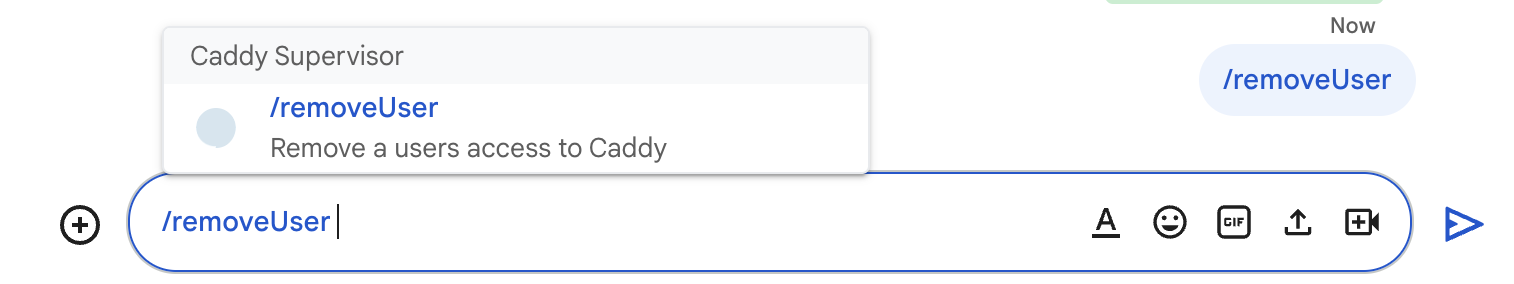 Now
/removeUser
Caddy Supervisor
/removeUser
Remove a users access to Caddy
/removeUser
A
GIF